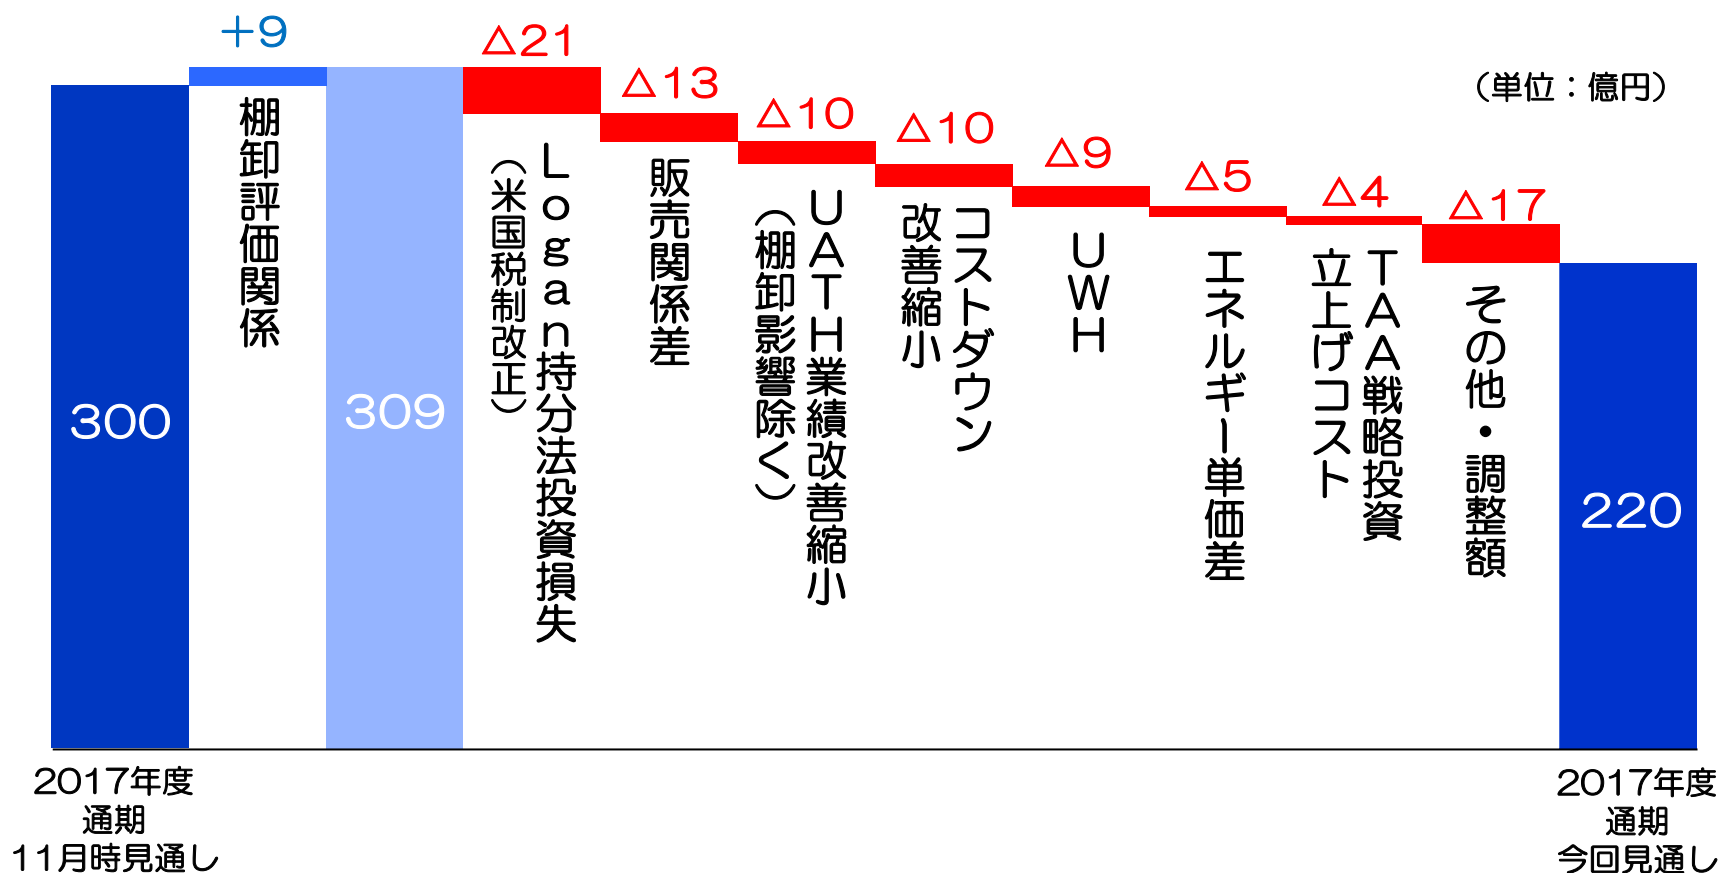 （単位：億円）
300
＋9
棚卸評価関係
309
△21
Logan持分法投資損失
（米国税制改正）
△13
販売関係差
△10
UATH業績改善縮小
（棚卸影響除く）
△10
コストダウン
改善縮小
△9
UWH
△5
エネルギー単価差
△4
TAA戦略投資
立上げコスト
△17
その他・調整額
220
2017年度
通期
11月時見通し
2017年度
通期
今回見通し